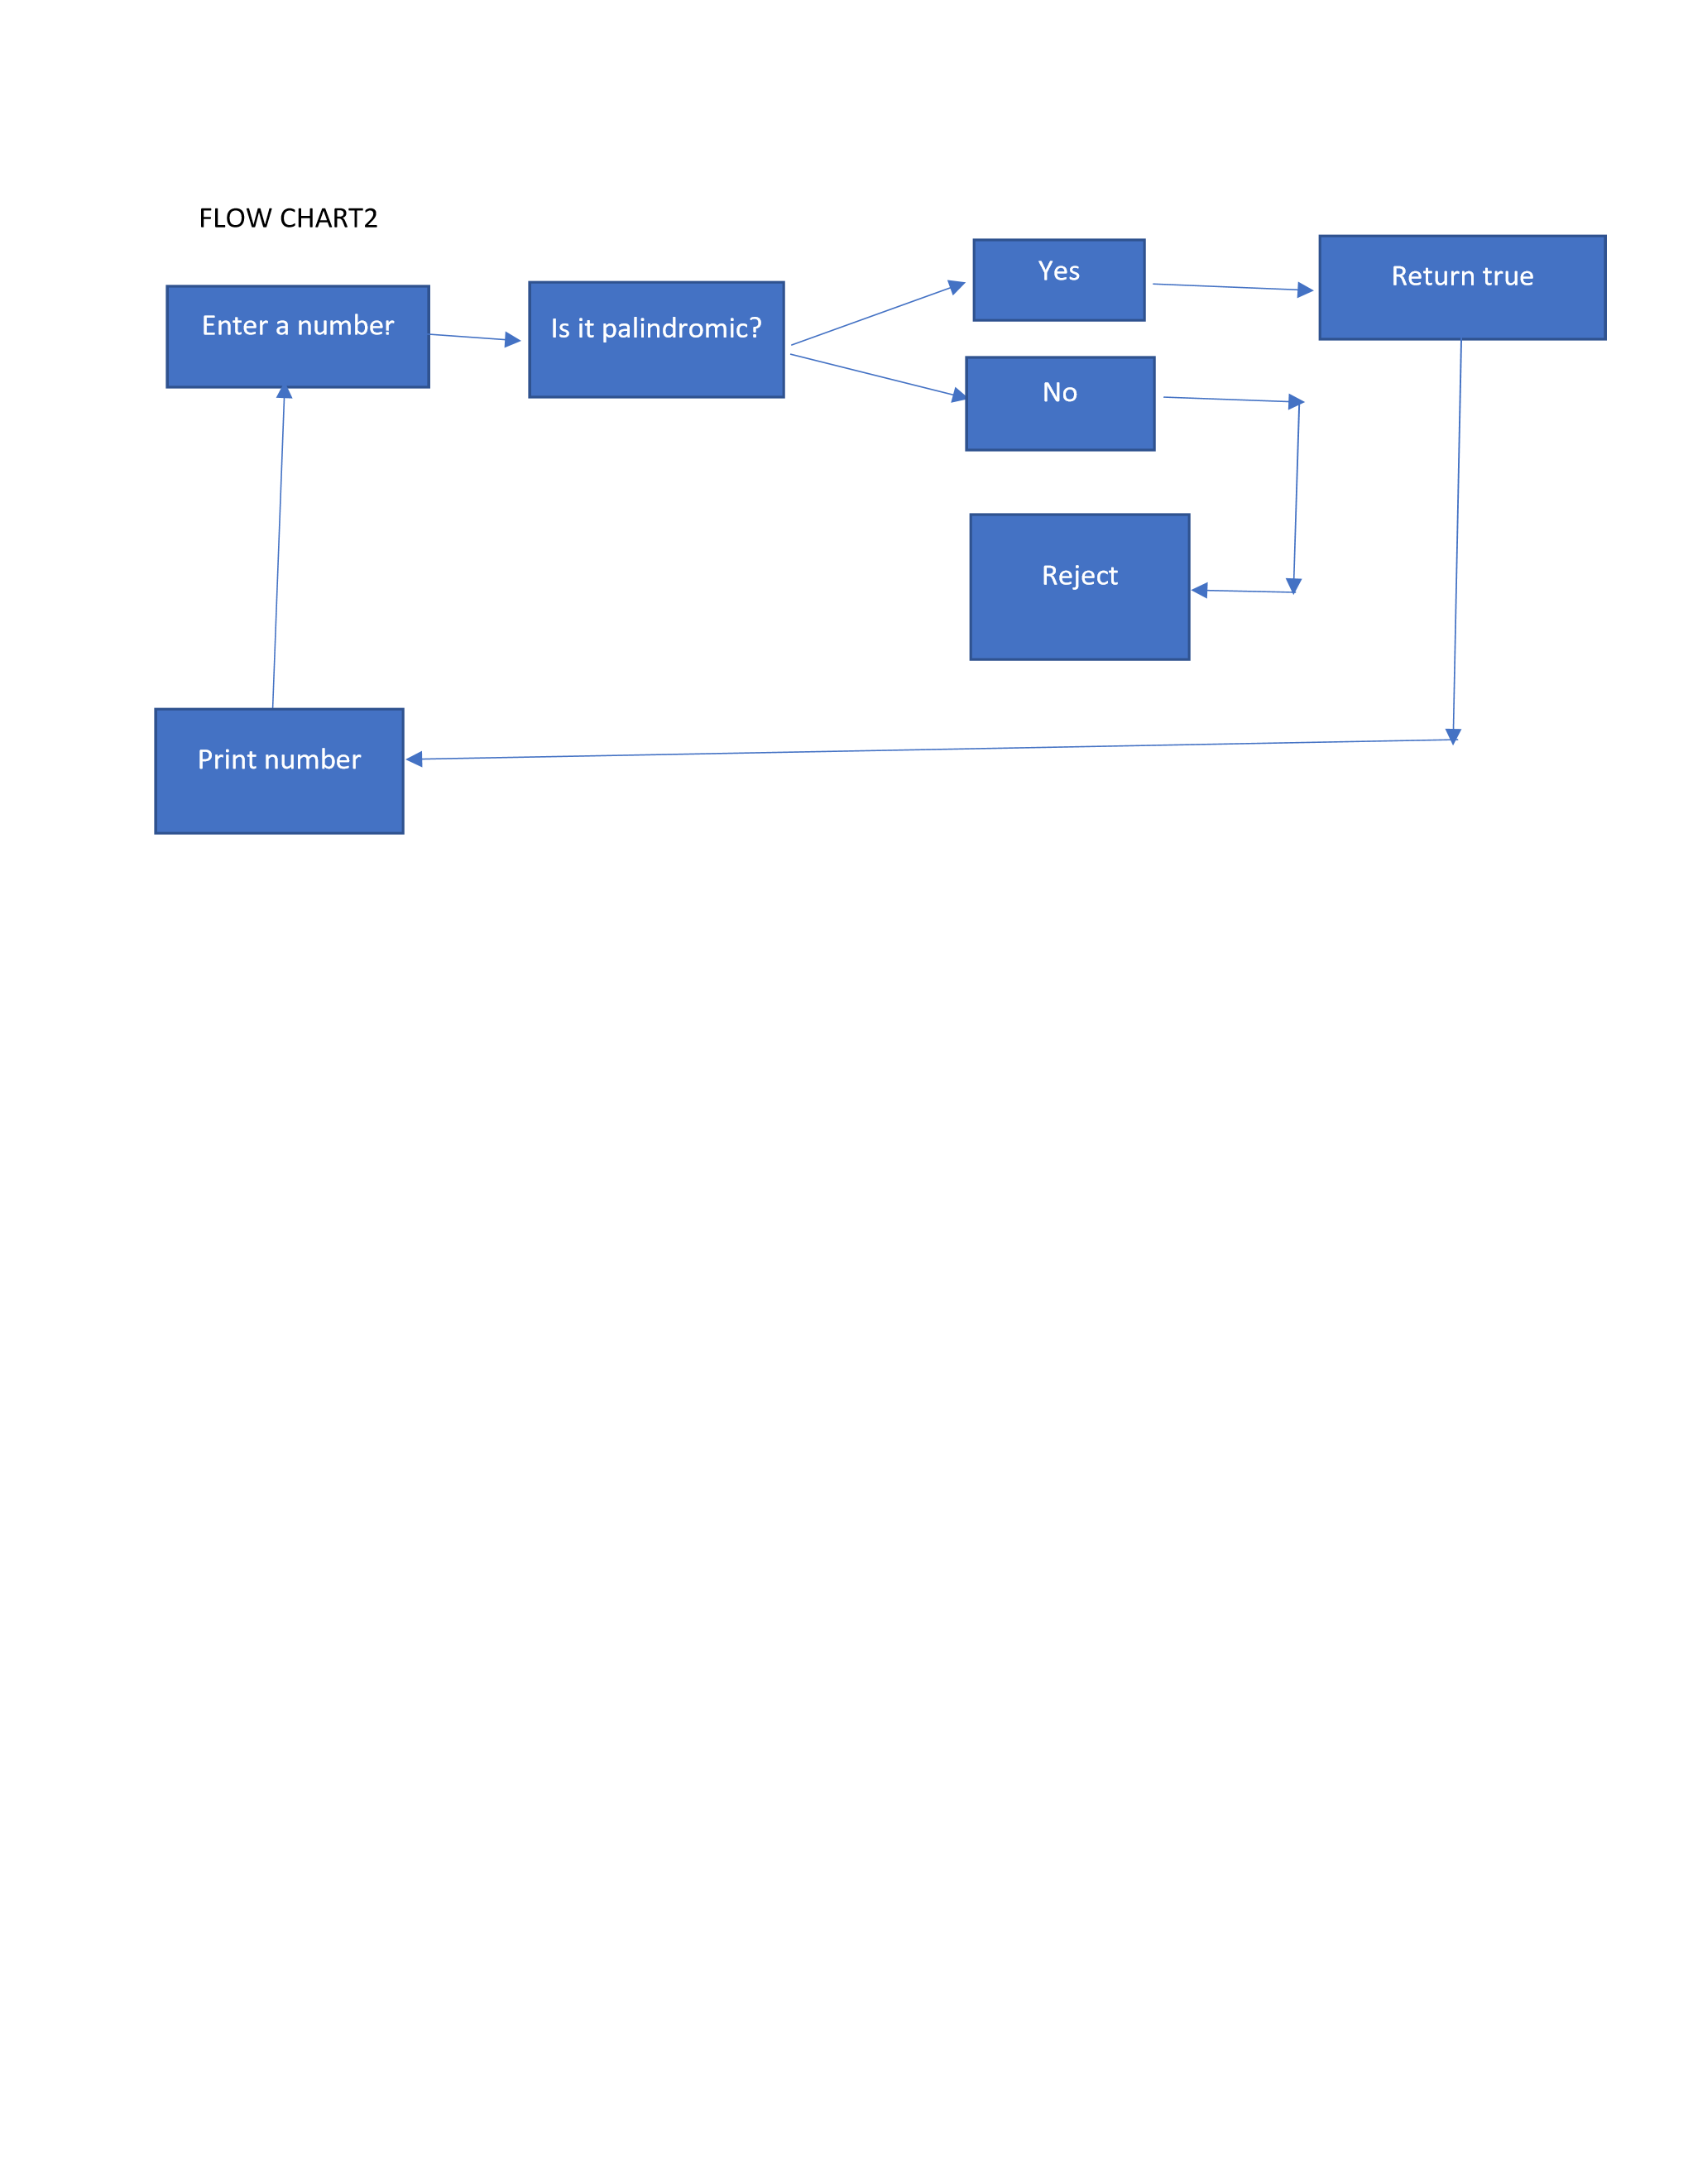 FLOW CHART2
Enter a number
Is it palindromic?
Yes
Return true
No
Reject
Print number